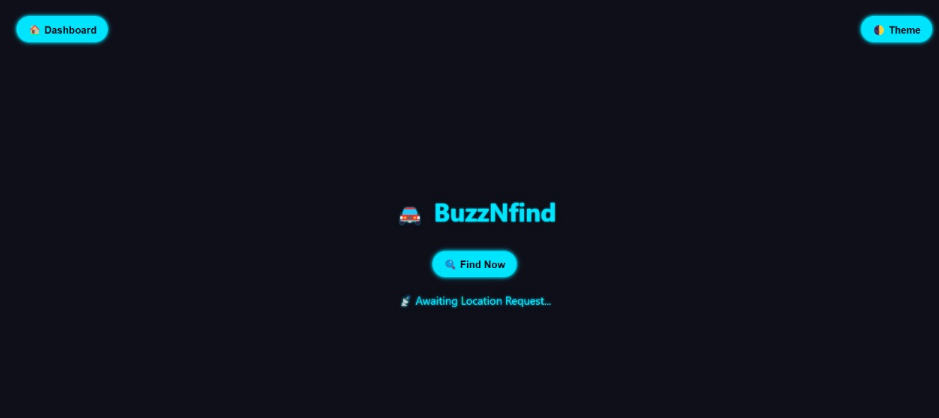 Dashboard
Theme
BuzzNfind
Find Now
Awaiting Location Request...